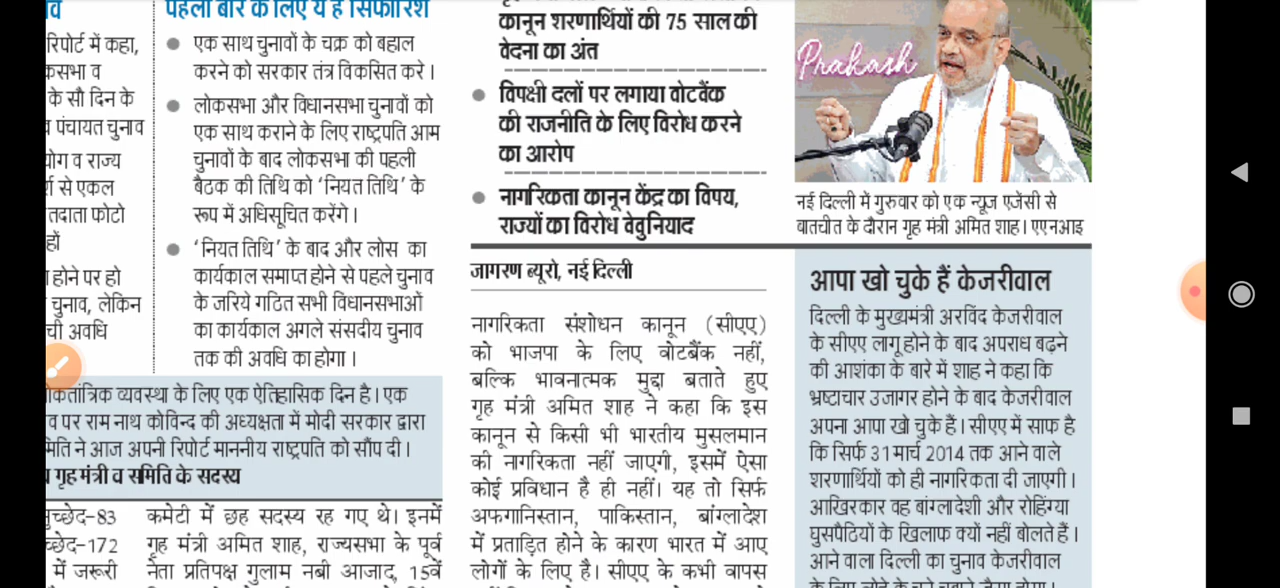 पहली बार के लिए ये हैं सिफारिशें
रिपोर्ट में कहा,
कसभा व
के सौ दिन के
व पंचायत चुनाव
योग व राज्य
र्श से एकल
तदाता फोटो
हों
होने पर हो
चुनाव, लेकिन
ची अवधि
एक साथ चुनावों के चक्र को बहाल
करने को सरकार तंत्र विकसित करे।
लोकसभा और विधानसभा चुनावों को
एक साथ कराने के लिए राष्ट्रपति आम
चुनावों के बाद लोकसभा की पहली
बैठक की तिथि को 'नियत तिथि' के
रूप में अधिसूचित करेंगे।
'नियत तिथि' के बाद और लोस का
कार्यकाल समाप्त होने से पहले चुनाव
के जरिये गठित सभी विधानसभाओं
का कार्यकाल अगले संसदीय चुनाव
तक की अवधि का होगा।
लोकतांत्रिक व्यवस्था के लिए एक ऐतिहासिक दिन है। एक
व पर राम नाथ कोविन्द की अध्यक्षता में मोदी सरकार द्वारा
मिति ने आज अपनी रिपोर्ट माननीय राष्ट्रपति को सौंप दी।
गृह मंत्री व समिति के सदस्य
नुच्छेद-83
च्छेद-172
में जरूरी
कमेटी में छह सदस्य रह गए थे। इनमें
गृह मंत्री अमित शाह, राज्यसभा के पूर्व
नेता प्रतिपक्ष गुलाम नबी आजाद, 15वें
कानून शरणार्थियों की 75 साल की
वेदना का अंत
विपक्षी दलों पर लगाया वोटबैंक
की राजनीति के लिए विरोध करने
का आरोप
नागरिकता कानून केंद्र का विषय,
राज्यों का विरोध बेबुनियाद
जागरण ब्यूरो, नई दिल्ली
नागरिकता संशोधन कानून (सीएए)
को भाजपा के लिए वोटबैंक नहीं,
बल्कि भावनात्मक मुद्दा बताते हुए
गृह मंत्री अमित शाह ने कहा कि इस
कानून से किसी भी भारतीय मुसलमान
की नागरिकता नहीं जाएगी, इसमें ऐसा
कोई प्रविधान है ही नहीं। यह तो सिर्फ
अफगानिस्तान, पाकिस्तान, बांग्लादेश
में प्रताड़ित होने के कारण भारत में आए
लोगों के लिए है। सीएए के कभी वापस
Prakash
नई दिल्ली में गुरुवार को एक न्यूज एजेंसी से
बातचीत के दौरान गृह मंत्री अमित शाह। एएनआइ
आपा खो चुके हैं केजरीवाल
दिल्ली के मुख्यमंत्री अरविंद केजरीवाल
के सीएए लागू होने के बाद अपराध बढ़ने
की आशंका के बारे में शाह ने कहा कि
भ्रष्टाचार उजागर होने के बाद केजरीवाल
अपना आपा खो चुके हैं। सीएए में साफ है
कि सिर्फ 31 मार्च 2014 तक आने वाले
शरणार्थियों को ही नागरिकता दी जाएगी।
आखिरकार वह बांग्लादेशी और रोहिंग्या
घुसपैठियों के खिलाफ क्यों नहीं बोलते हैं।
आने वाला दिल्ली का चुनाव केजरीवाल